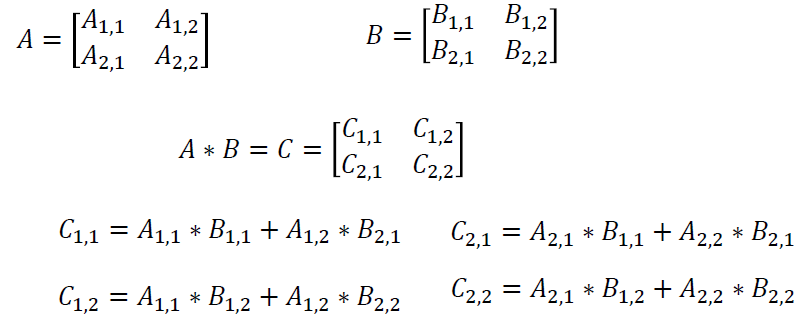 A = [A1,1 A1,2
A2,1 A2,2]
B = [B1,1 B1,2
B2,1 B2,2]
A ∗ B = C = [C1,1 C1,2
C2,1 C2,2]
C1,1 = A1,1 ∗ B1,1 + A1,2 ∗ B2,1
C2,1 = A2,1 ∗ B1,1 + A2,2 ∗ B2,1
C1,2 = A1,1 ∗ B1,2 + A1,2 ∗ B2,2
C2,2 = A2,1 ∗ B1,2 + A2,2 ∗ B2,2